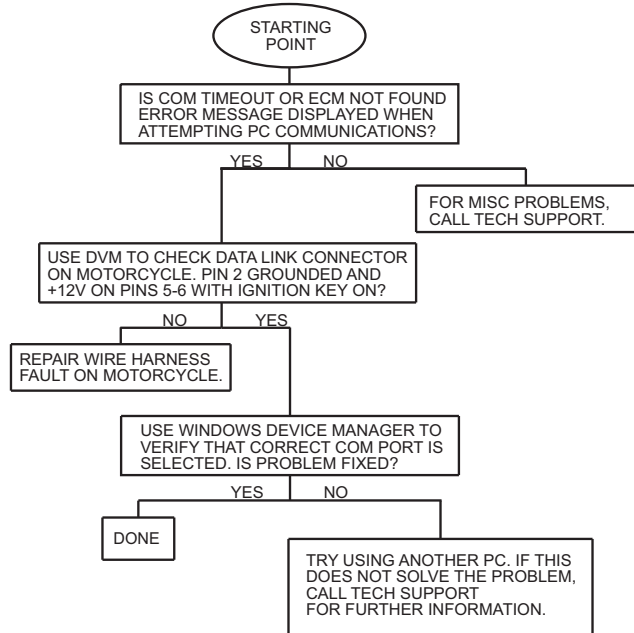 STARTING
POINT
IS COM TIMEOUT OR ECM NOT FOUND
ERROR MESSAGE DISPLAYED WHEN
ATTEMPTING PC COMMUNICATIONS?
YES NO
FOR MISC PROBLEMS,
CALL TECH SUPPORT.
USE DVM TO CHECK DATA LINK CONNECTOR
ON MOTORCYCLE. PIN 2 GROUNDED AND
+12V ON PINS 5-6 WITH IGNITION KEY ON?
NO YES
REPAIR WIRE HARNESS
FAULT ON MOTORCYCLE.
USE WINDOWS DEVICE MANAGER TO
VERIFY THAT CORRECT COM PORT IS
SELECTED. IS PROBLEM FIXED?
YES NO
DONE
TRY USING ANOTHER PC. IF THIS
DOES NOT SOLVE THE PROBLEM,
CALL TECH SUPPORT
FOR FURTHER INFORMATION.